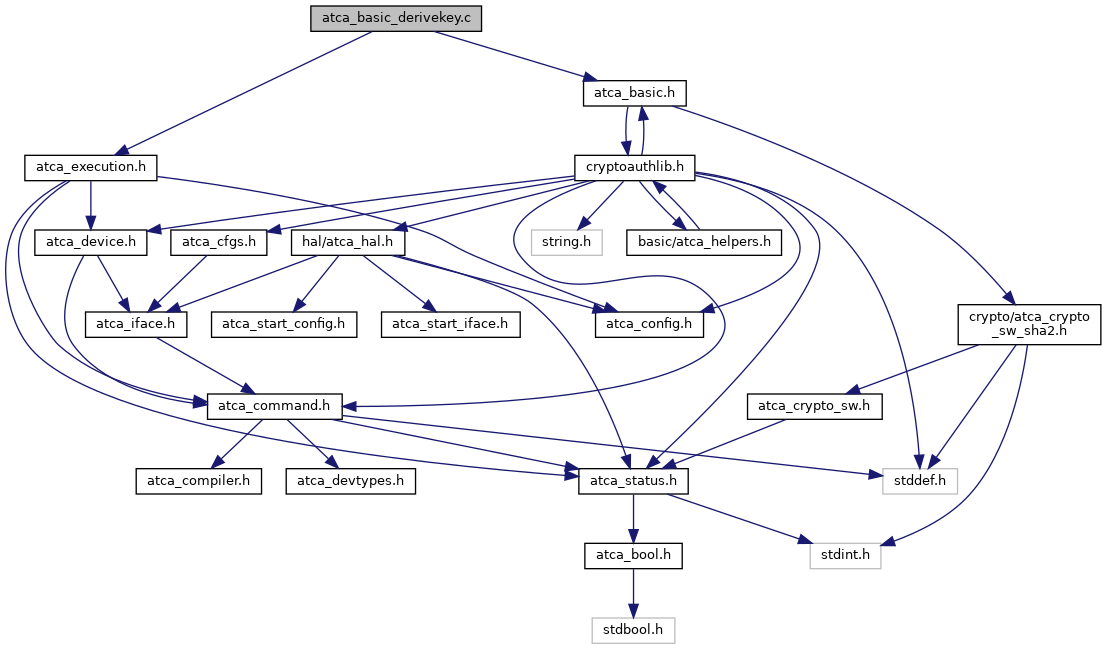 atca_basic_derivekey.c
atca_basic.h
atca_execution.h
cryptoauthlib.h
atca_device.h
atca_cfgs.h
hal/atca_hal.h
string.h
basic/atca_helpers.h
atca_iface.h
atca_start_config.h
atca_start_iface.h
atca_config.h
crypto/atca_crypto
_sw_sha2.h
atca_command.h
atca_crypto_sw.h
atca_compiler.h
atca_devtypes.h
atca_status.h
stddef.h
atca_bool.h
stdint.h
stdbool.h